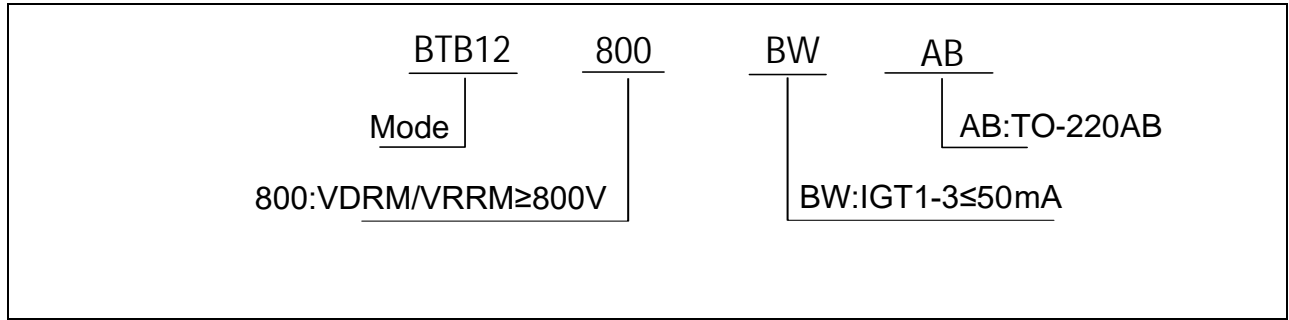 BTB12 800 BW AB
Mode AB:TO-220AB
800:VDRM/VRRM≥800V BW:IGT1-3≤50mA